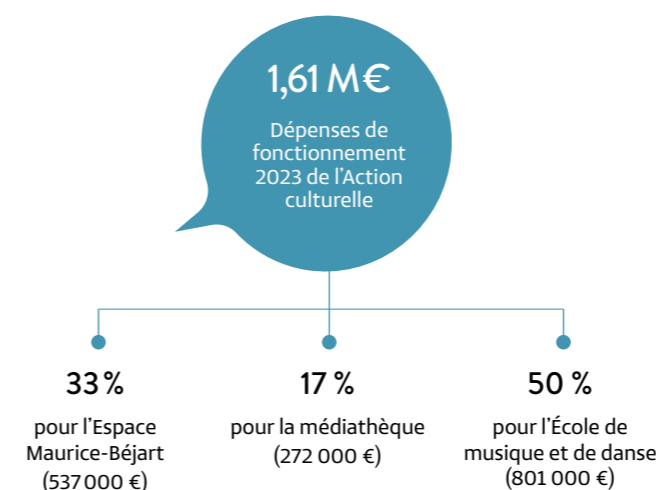 1,61 M€
Dépenses de
fonctionnement
2023 de l'Action
culturelle
33 %
pour l'Espace
Maurice-Béjart
(537 000 €)
17 %
pour la médiathèque
(272 000 €)
50 %
pour l'École de
musique et de danse
(801 000 €)